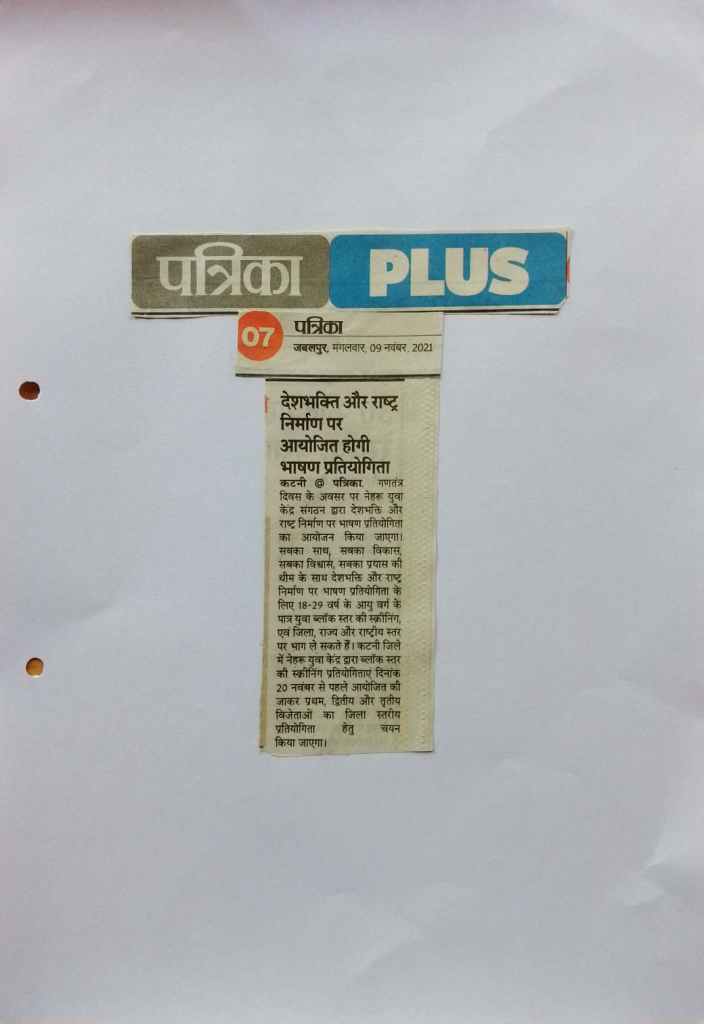 पत्रिका PLUS
07 पत्रिका
जबलपुर, मंगलवार, 09 नवंबर, 2021
देशभक्ति और राष्ट्र
निर्माण पर
आयोजित होगी
भाषण प्रतियोगिता
कटनी @ पत्रिका. गणतंत्र
दिवस के अवसर पर नेहरू युवा
केंद्र संगठन द्वारा देशभक्ति और
राष्ट्र निर्माण पर भाषण प्रतियोगिता
का आयोजन किया जाएगा।
सबका साथ, सबका विकास,
सबका विश्वास, सबका प्रयास की
थीम के साथ देशभक्ति और राष्ट्र
निर्माण पर भाषण प्रतियोगिता के
लिए 18-29 वर्ष के आयु वर्ग के
पात्र युवा ब्लॉक स्तर की स्क्रीनिंग,
एवं जिला, राज्य और राष्ट्रीय स्तर
पर भाग ले सकते हैं। कटनी जिले
में नेहरू युवा केंद्र द्वारा ब्लॉक स्तर
की स्क्रीनिंग प्रतियोगिताएं दिनांक
20 नवंबर से पहले आयोजित की
जाकर प्रथम, द्वितीय और तृतीय
विजेताओं का जिला स्तरीय
प्रतियोगिता हेतु चयन
किया जाएगा।